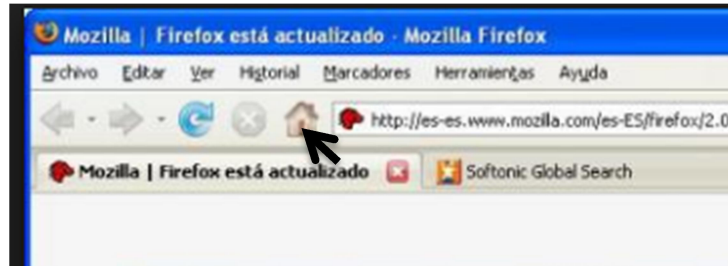 Mozilla | Firefox está actualizado - Mozilla Firefox
Archivo Editar Ver Historial Marcadores Herramientas Ayuda
http://es-es.www.mozilla.com/es-ES/firefox/2.0
Mozilla | Firefox está actualizado Softonic Global Search